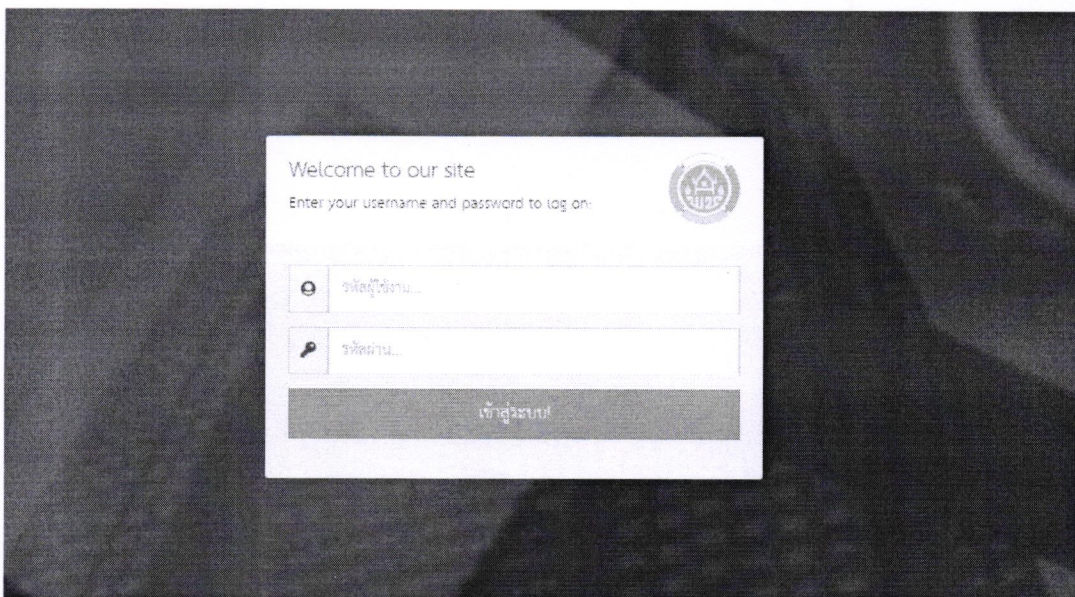 Welcome to our site
Enter your username and password to log on:
รหัสผู้ใช้งาน...
รหัสผ่าน...
เข้าสู่ระบบ!